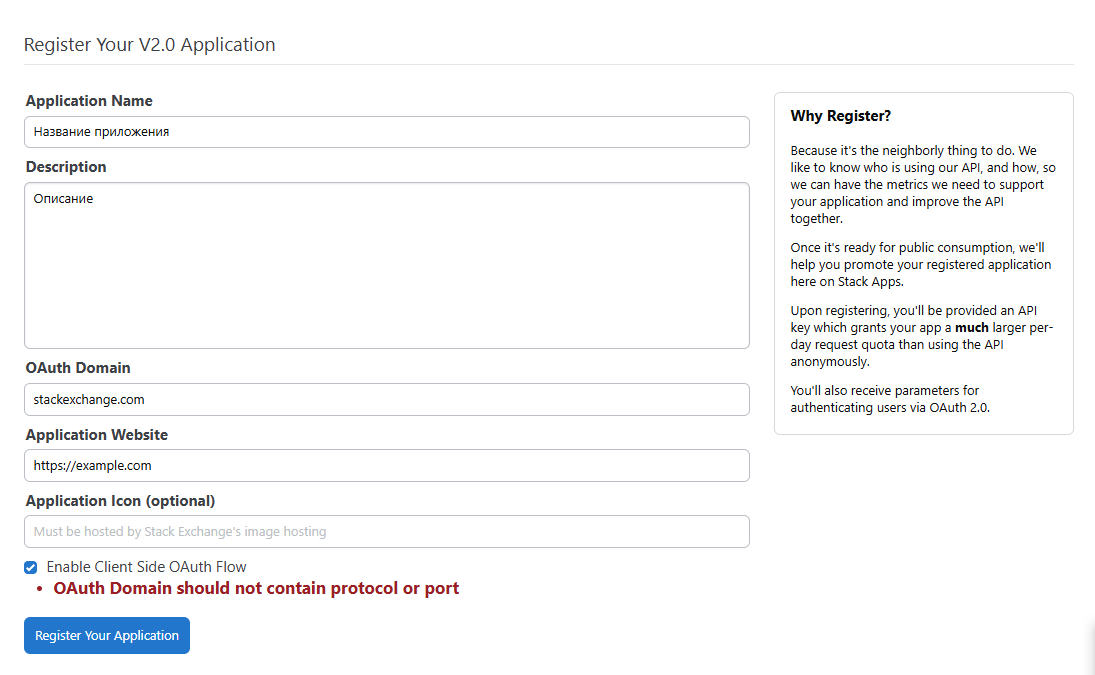 Register Your V2.0 Application
Application Name
Название приложения
Description
Описание
OAuth Domain
stackexchange.com
Application Website
https://example.com
Application Icon (optional)
Must be hosted by Stack Exchange's image hosting
Enable Client Side OAuth Flow
• OAuth Domain should not contain protocol or port
Register Your Application
Why Register?
Because it's the neighborly thing to do. We
like to know who is using our API, and how, so
we can have the metrics we need to support
your application and improve the API
together.
Once it's ready for public consumption, we'll
help you promote your registered application
here on Stack Apps.
Upon registering, you'll be provided an API
key which grants your app a much larger per-
day request quota than using the API
anonymously.
You'll also receive parameters for
authenticating users via OAuth 2.0.